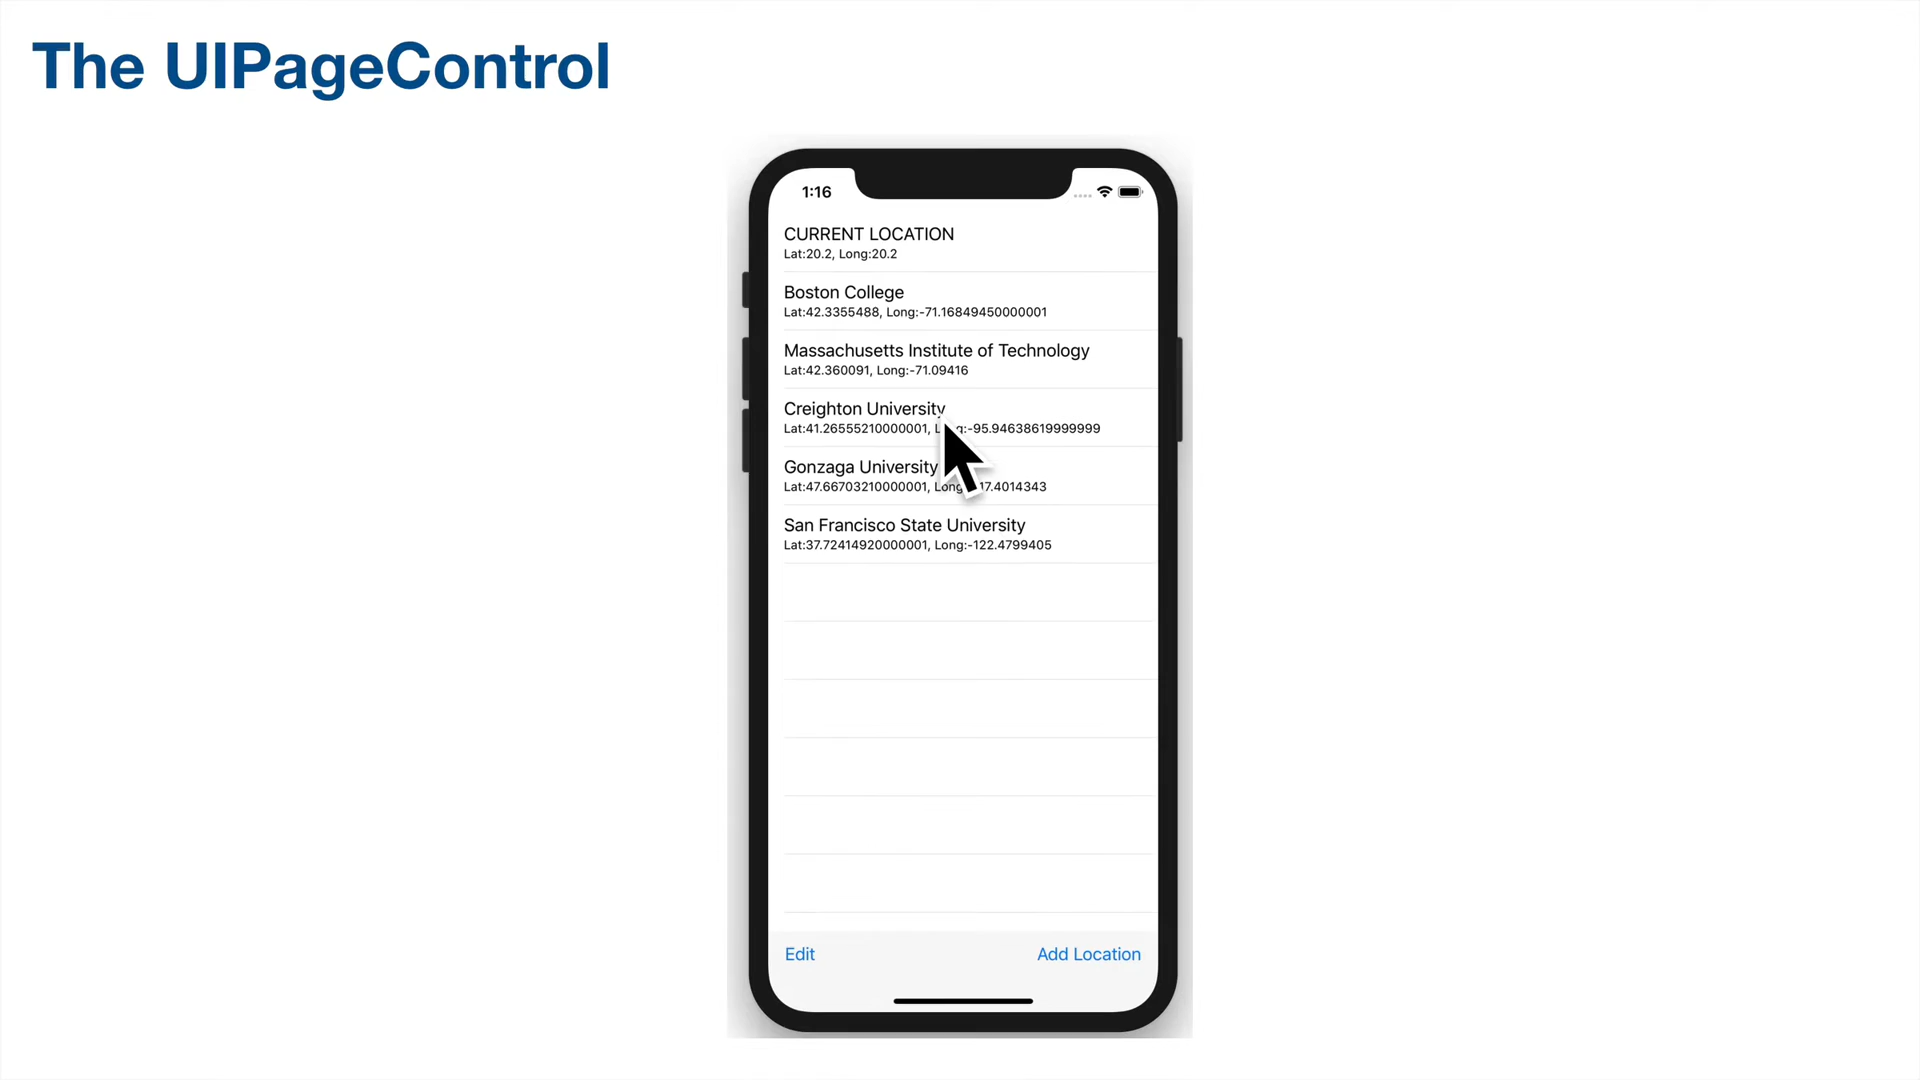 The UIPageControl
1:16
CURRENT LOCATION
Lat:20.2, Long:20.2
Boston College
Lat:42.3355488, Long:-71.16849450000001
Massachusetts Institute of Technology
Lat:42.360091, Long:-71.09416
Creighton University
Lat:41.26555210000001, :-95.94638619999999
Gonzaga University
Lat:47.66703210000001, 17.4014343
San Francisco State University
Lat:37.72414920000001, Long:-122.4799405
Edit
Add Location